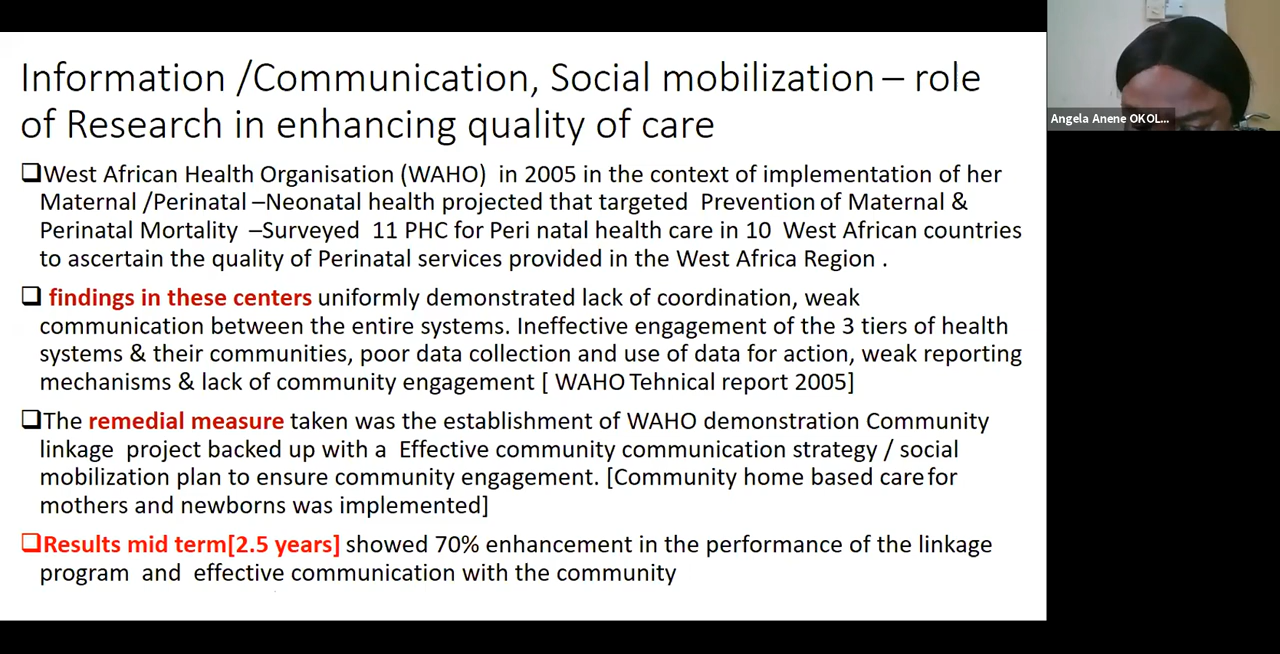 Information /Communication, Social mobilization – role
of Research in enhancing quality of care
West African Health Organisation (WAHO) in 2005 in the context of implementation of her
Maternal /Perinatal –Neonatal health projected that targeted Prevention of Maternal &
Perinatal Mortality –Surveyed 11 PHC for Peri natal health care in 10 West African countries
to ascertain the quality of Perinatal services provided in the West Africa Region .
findings in these centers uniformly demonstrated lack of coordination, weak
communication between the entire systems. Ineffective engagement of the 3 tiers of health
systems & their communities, poor data collection and use of data for action, weak reporting
mechanisms & lack of community engagement [ WAHO Tehnical report 2005]
The remedial measure taken was the establishment of WAHO demonstration Community
linkage project backed up with a Effective community communication strategy / social
mobilization plan to ensure community engagement. [Community home based care for
mothers and newborns was implemented]
Results mid term[2.5 years] showed 70% enhancement in the performance of the linkage
program and effective communication with the community
Angela Anene OKOL...